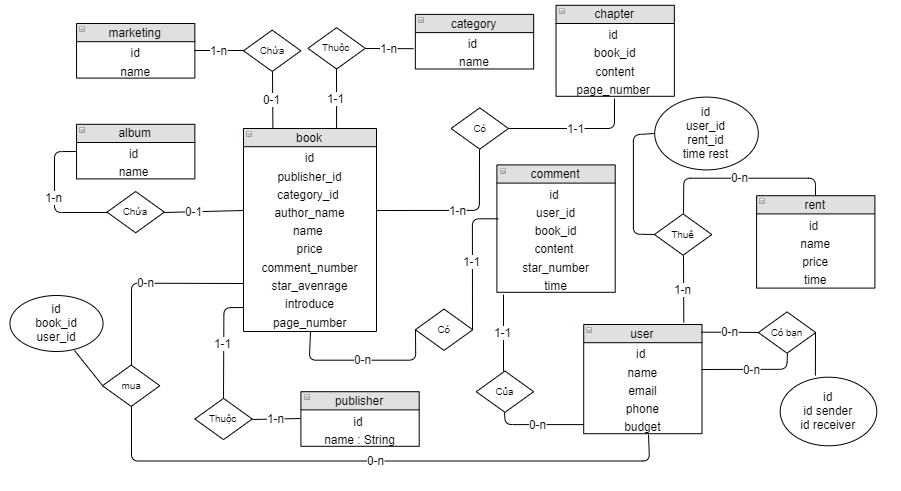 marketing
id
name
1-n
Chứa
0-1
Thuộc
1-1
1-n
category
id
name
chapter
id
book_id
content
page_number
1-1
Có
1-n
album
id
name
1-n
Chứa
0-1
book
id
publisher_id
category_id
author_name
name
price
comment_number
star_avenrage
introduce
page_number
comment
id
user_id
book_id
content
star_number
time
1-1
Có
0-n
id
user_id
rent_id
time rest
0-n
Thuê
1-n
rent
id
name
price
time
0-n
id
book_id
user_id
mua
0-n
1-1
Thuộc
1-n
publisher
id
name : String
1-1
Của
0-n
user
id
name
email
phone
budget
0-n
Có bạn
0-n
id
id sender
id receiver